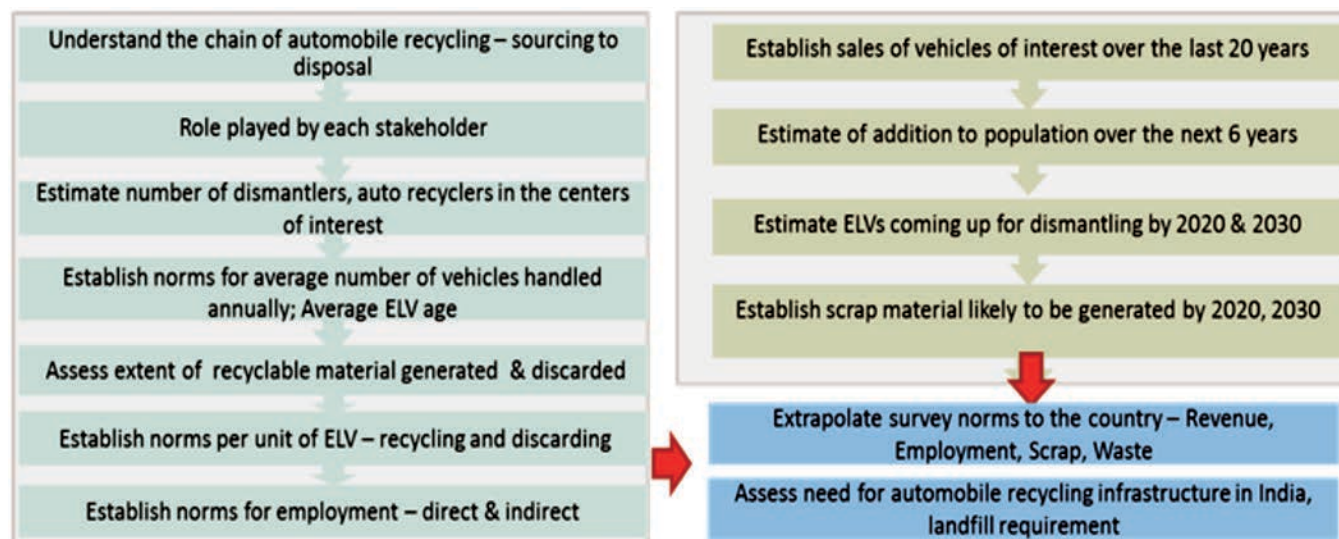 Understand the chain of automobile recycling – sourcing to
disposal
Role played by each stakeholder
Estimate number of dismantlers, auto recyclers in the centers
of interest
Establish norms for average number of vehicles handled
annually; Average ELV age
Assess extent of recyclable material generated & discarded
Establish norms per unit of ELV – recycling and discarding
Establish norms for employment – direct & indirect
Establish sales of vehicles of interest over the last 20 years
Estimate of addition to population over the next 6 years
Estimate ELVs coming up for dismantling by 2020 & 2030
Establish scrap material likely to be generated by 2020, 2030
Extrapolate survey norms to the country – Revenue,
Employment, Scrap, Waste
Assess need for automobile recycling infrastructure in India,
landfill requirement